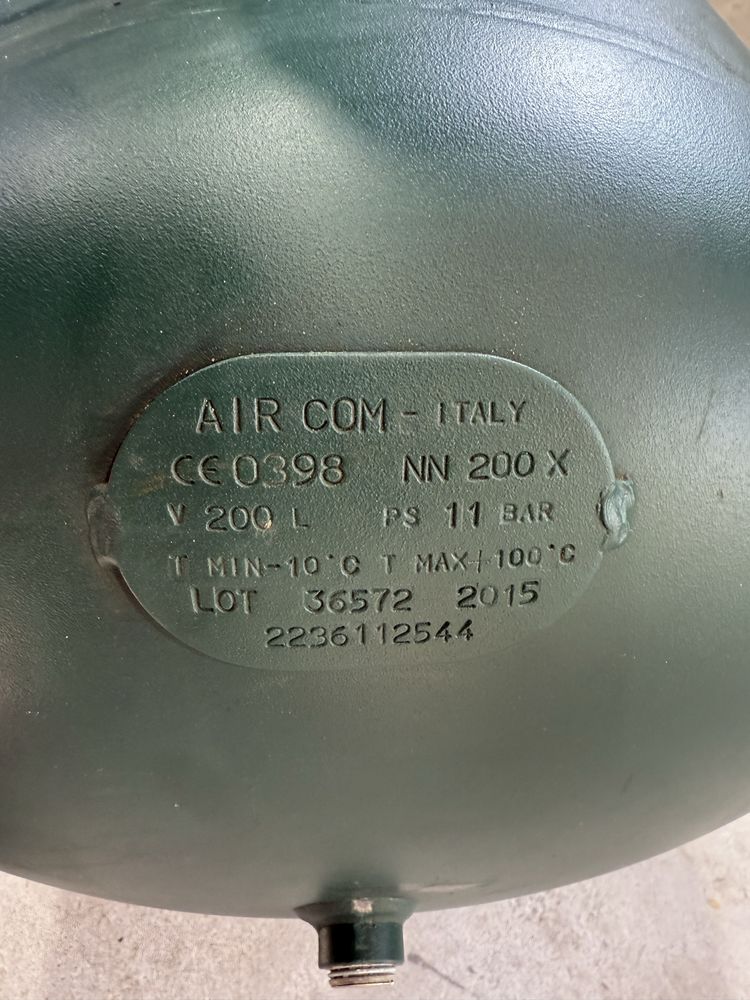 AIR COM - ITALY
CE 0398 NN 200 X
V 200 L PS 11 BAR
T MIN-10°C T MAX+100°C
LOT 36572 2015
2236112544